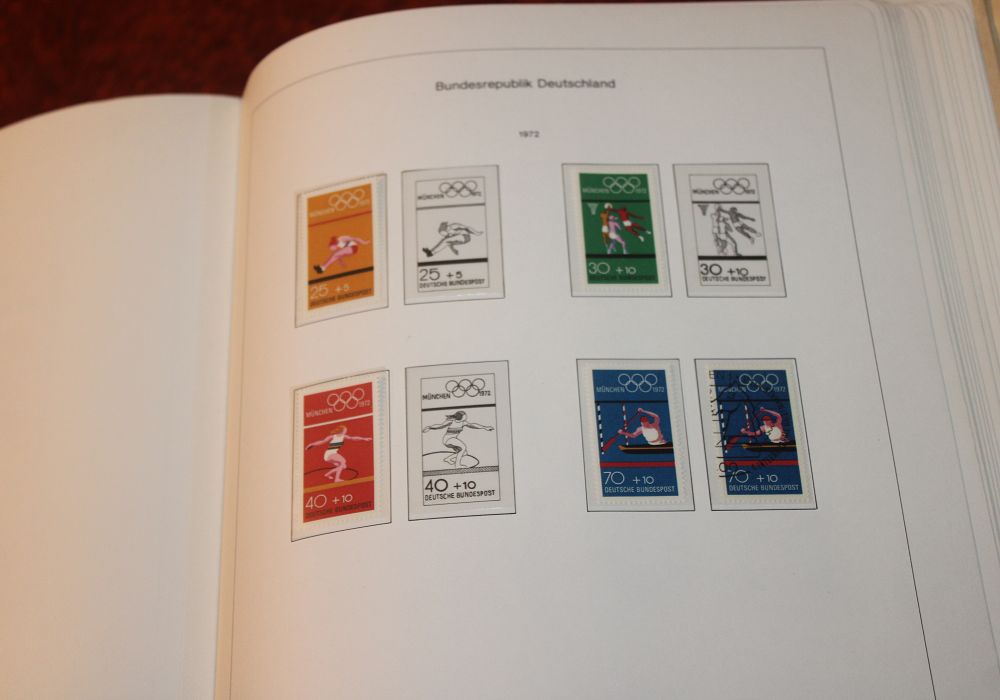 Bundesrepublik Deutschland
1972
MÜNCHEN 1972
25 + 5
DEUTSCHE BUNDESPOST
MÜNCHEN 1972
25 + 5
DEUTSCHE BUNDESPOST
MÜNCHEN 1972
30 + 10
DEUTSCHE BUNDESPOST
MÜNCHEN 1972
30 + 10
DEUTSCHE BUNDESPOST
MÜNCHEN 1972
40 + 10
DEUTSCHE BUNDESPOST
MÜNCHEN 1972
40 + 10
DEUTSCHE BUNDESPOST
MÜNCHEN 1972
70 + 10
DEUTSCHE BUNDESPOST
MÜNCHEN 1972
70 + 10
DEUTSCHE BUNDESPOST